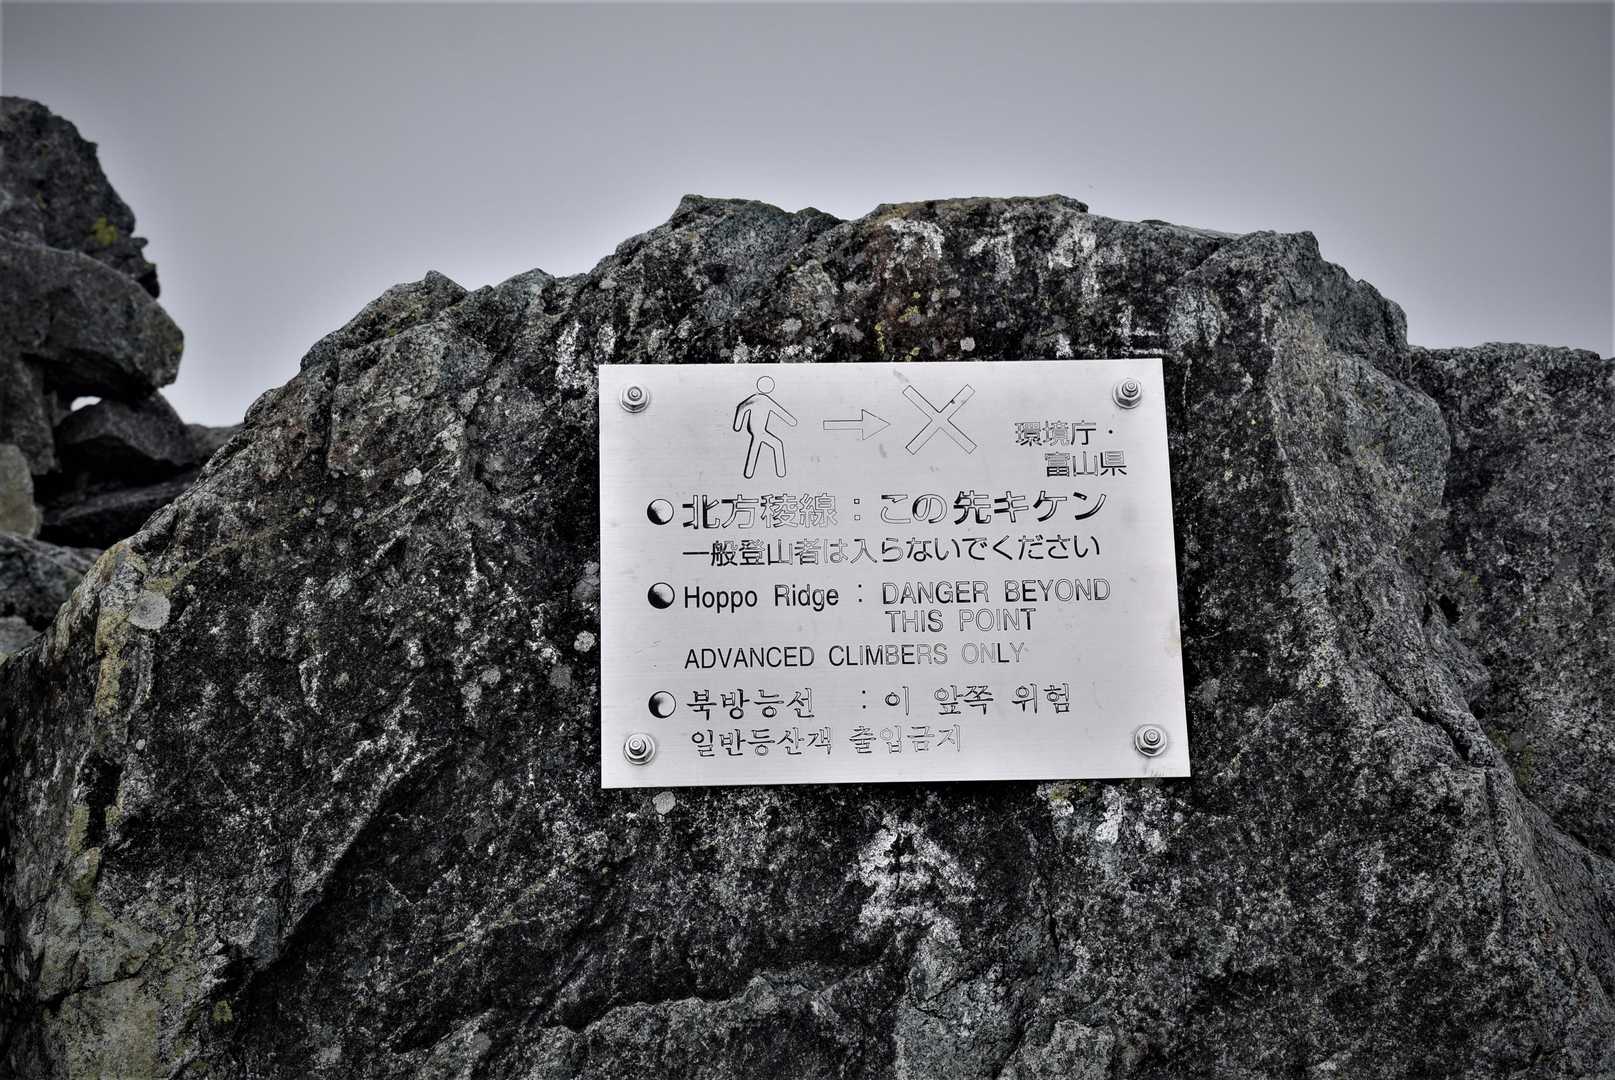 環境庁・
富山県
北方稜線：この先キケン
一般登山者は入らないでください
Hoppo Ridge : DANGER BEYOND
THIS POINT
ADVANCED CLIMBERS ONLY
북방능선 : 이 앞쪽 위험
일반등산객 출입금지